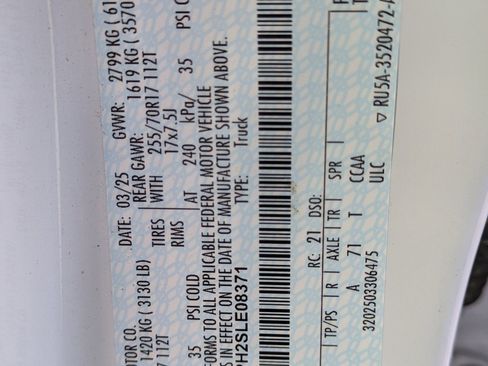 OTOR CO.
DATE: 03/25 GVWR: 2799 KG ( 61
1420 KG ( 3130 LB) REAR GAWR: 1619 KG ( 3570
7 112T TIRES WITH 255/70R17 112T
RIMS 17x7.5J
35 PSI COLD AT 240 kPa/ 35 PSI C
FORMS TO ALL APPLICABLE FEDERAL MOTOR VEHICLE
S IN EFFECT ON THE DATE OF MANUFACTURE SHOWN ABOVE.
PH2SLE08371 TYPE: Truck
RC: 21 DSO:
TP/PS R AXLE TR SPR
A 71 T CCAA
3202503306475 ULC
▽ RU5A-3520472-